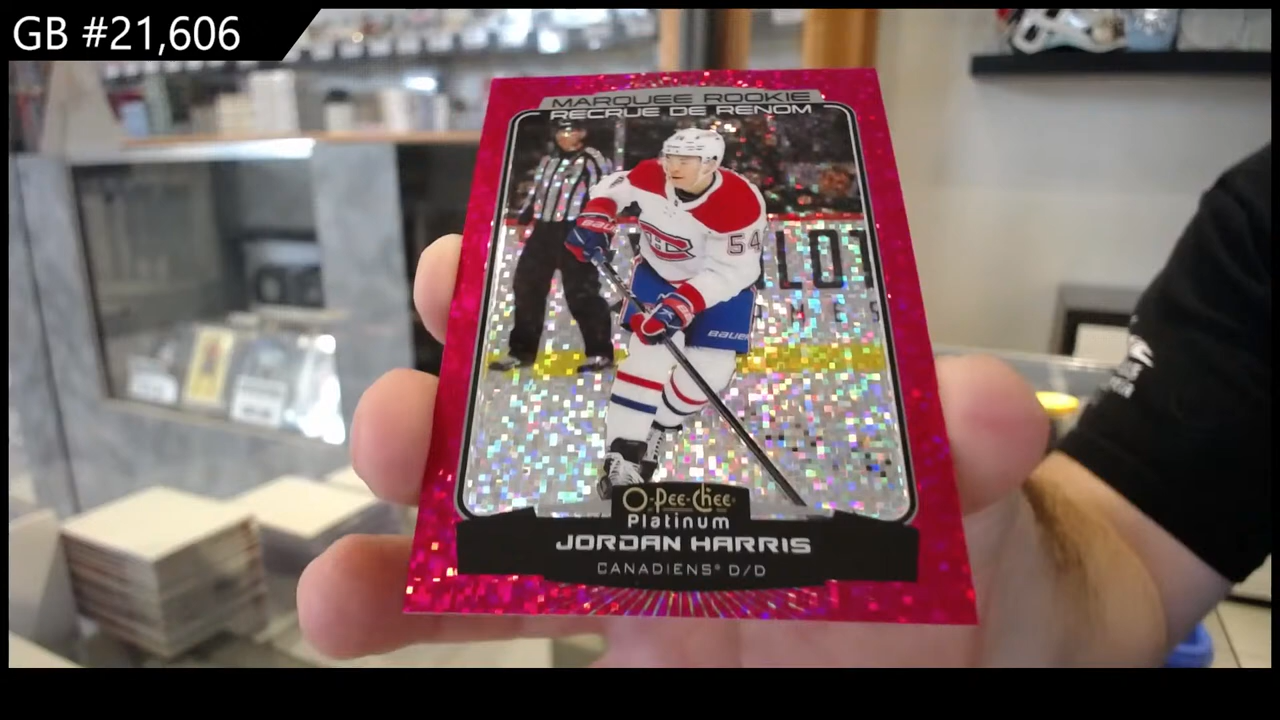 GB #21,606
MARQUEE ROOKIE
RECRUE DE RENOM
54
BAUER
O-Pee-Chee
Platinum
JORDAN HARRIS
CANADIENS® D/D